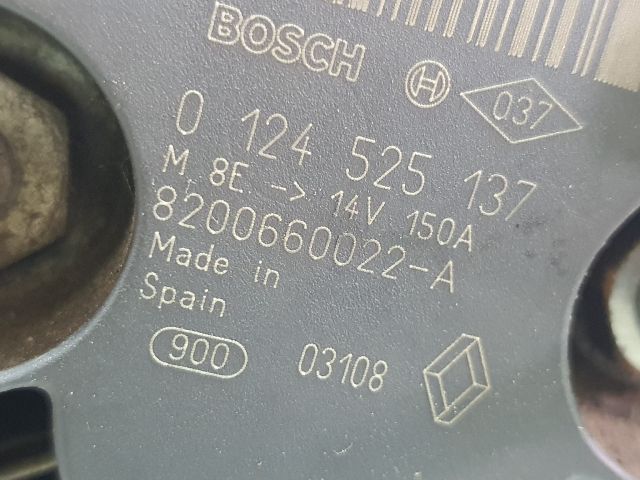 BOSCH
037
0 124 525 137
M 8E -> 14V 150A
8200660022-A
Made in
Spain
900 03108